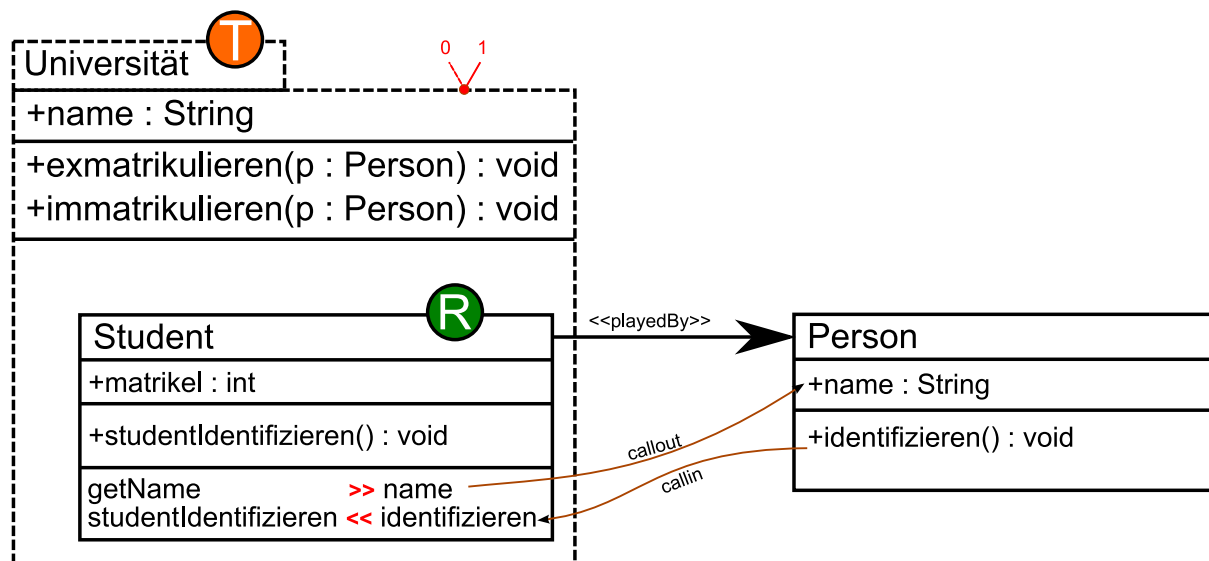 T
Universität
0 1
+name : String
+exmatrikulieren(p : Person) : void
+immatrikulieren(p : Person) : void
R
Student
+matrikel : int
+studentIdentifizieren() : void
getName >> name
studentIdentifizieren << identifizieren
<<playedBy>>
callout
callin
Person
+name : String
+identifizieren() : void